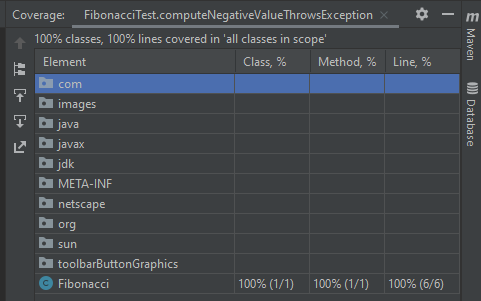 Coverage: FibonacciTest.computeNegativeValueThrowsException
100% classes, 100% lines covered in 'all classes in scope'
Element Class, % Method, % Line, %
com
images
java
javax
jdk
META-INF
netscape
org
sun
toolbarButtonGraphics
C Fibonacci 100% (1/1) 100% (1/1) 100% (6/6)
m
Maven
Database